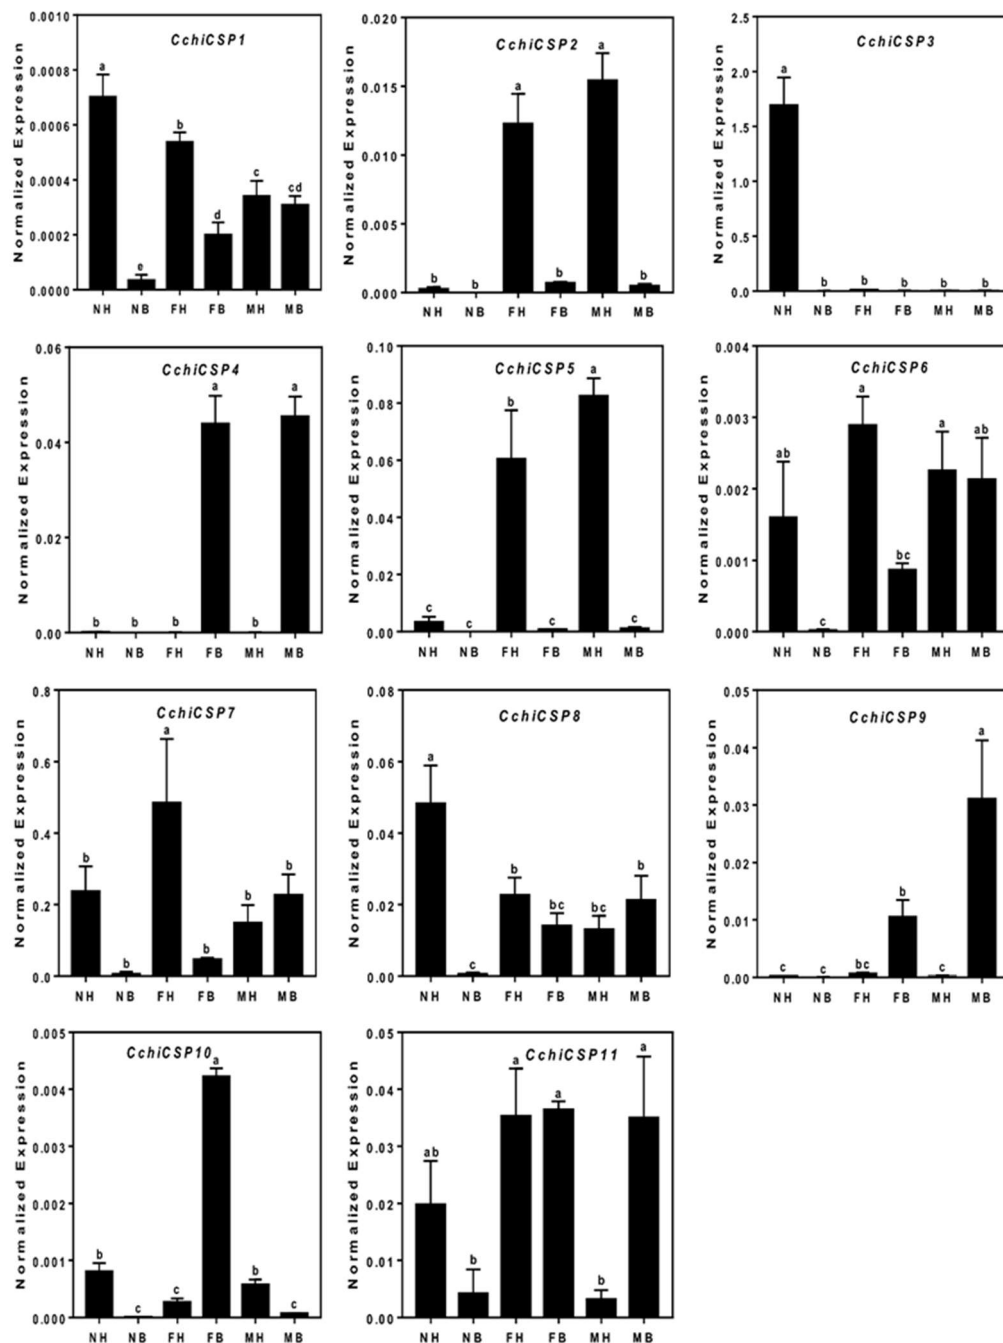 CchiCSP1
Normalized Expression
0.0010
0.0008
0.0006
0.0004
0.0002
0.0000
a
e
b
d
c
cd
NH NB FH FB MH MB
CchiCSP2
Normalized Expression
0.020
0.015
0.010
0.005
0.000
b
b
a
b
a
b
NH NB FH FB MH MB
CchiCSP3
Normalized Expression
2.5
2.0
1.5
1.0
0.5
0.0
a
b
b
b
b
b
NH NB FH FB MH MB
CchiCSP4
Normalized Expression
0.06
0.04
0.02
0.00
b
b
b
a
b
a
NH NB FH FB MH MB
CchiCSP5
Normalized Expression
0.10
0.08
0.06
0.04
0.02
0.00
c
c
b
c
a
c
NH NB FH FB MH MB
CchiCSP6
Normalized Expression
0.004
0.003
0.002
0.001
0.000
ab
c
a
bc
a
ab
NH NB FH FB MH MB
CchiCSP7
Normalized Expression
0.8
0.6
0.4
0.2
0.0
b
b
a
b
b
b
NH NB FH FB MH MB
CchiCSP8
Normalized Expression
0.08
0.06
0.04
0.02
0.00
a
c
b
bc
bc
b
NH NB FH FB MH MB
CchiCSP9
Normalized Expression
0.05
0.04
0.03
0.02
0.01
0.00
c
c
bc
b
c
a
NH NB FH FB MH MB
CchiCSP10
Normalized Expression
0.005
0.004
0.003
0.002
0.001
0.000
b
c
c
a
b
c
NH NB FH FB MH MB
CchiCSP11
Normalized Expression
0.05
0.04
0.03
0.02
0.01
0.00
ab
b
a
a
b
a
NH NB FH FB MH MB